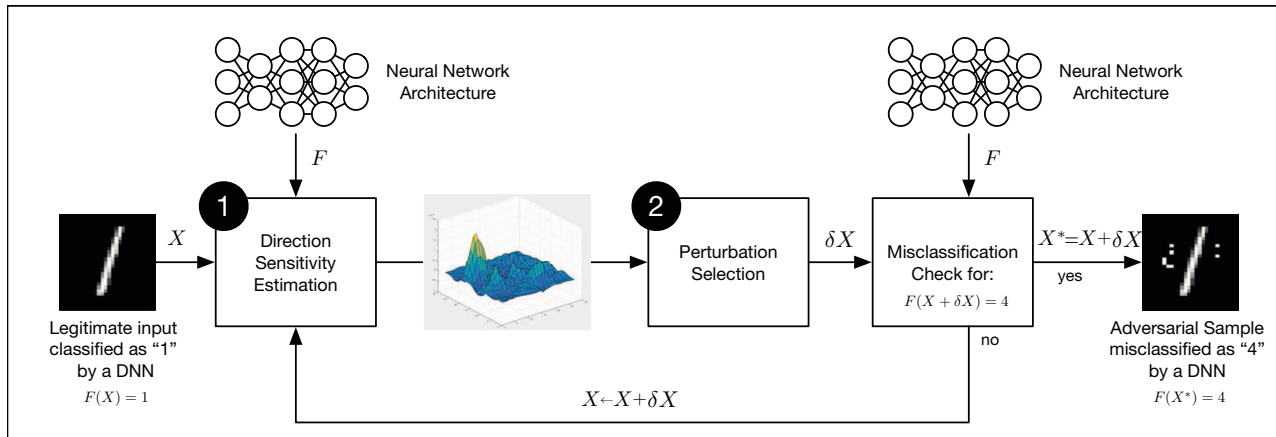 Neural Network
Architecture
Neural Network
Architecture
F
F
1
2
X
Direction
Sensitivity
Estimation
Perturbation
Selection
δX
Misclassification
Check for:
F(X + δX) = 4
X*=X+δX
yes
no
Legitimate input
classified as “1”
by a DNN
F(X) = 1
X←X+δX
Adversarial Sample
misclassified as “4”
by a DNN
F(X*) = 4